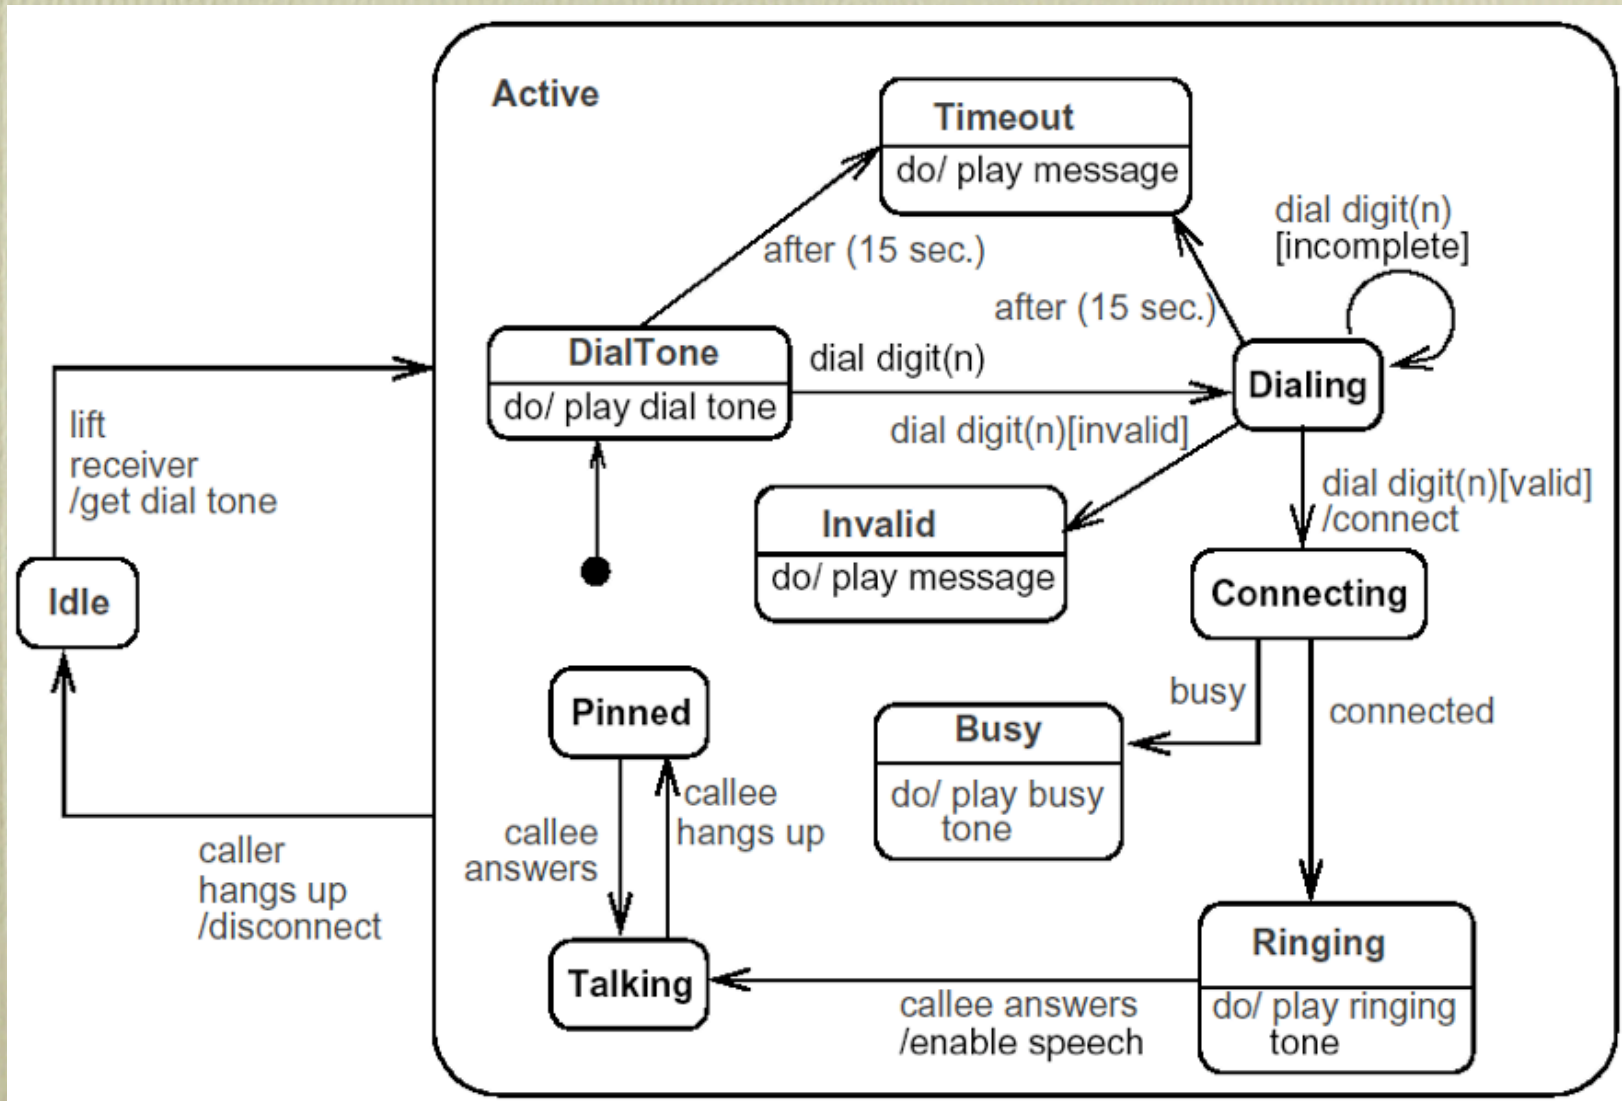 Active
Timeout
do/ play message
dial digit(n)
[incomplete]
after (15 sec.)
after (15 sec.)
DialTone
do/ play dial tone
dial digit(n)
Dialing
lift
receiver
/get dial tone
dial digit(n)[invalid]
dial digit(n)[valid]
/connect
Invalid
do/ play message
Idle
Connecting
Pinned
busy
connected
Busy
do/ play busy
tone
callee
hangs up
callee
answers
caller
hangs up
/disconnect
Ringing
do/ play ringing
tone
Talking
callee answers
/enable speech